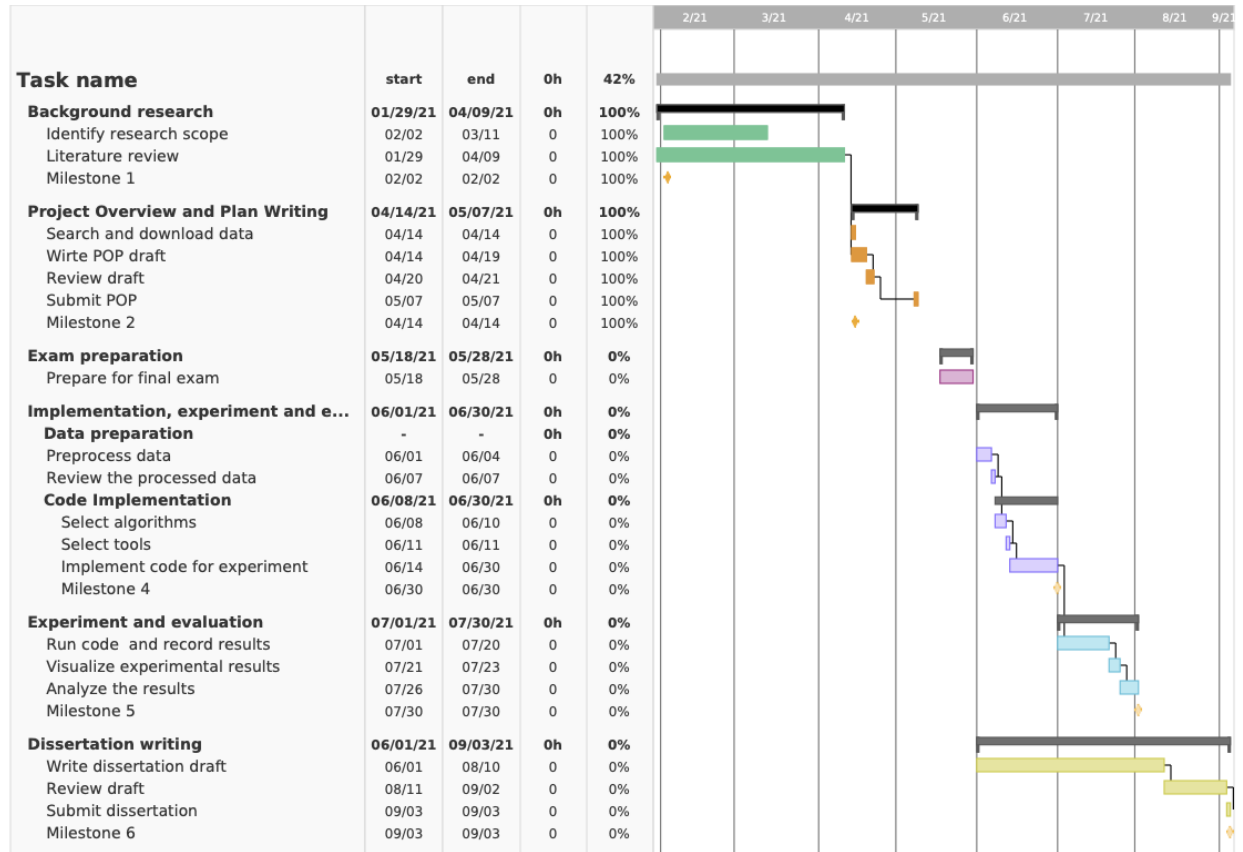 2/21 3/21 4/21 5/21 6/21 7/21 8/21 9/21
Task name start end 0h 42%
Background research 01/29/21 04/09/21 0h 100%
Identify research scope 02/02 03/11 0 100%
Literature review 01/29 04/09 0 100%
Milestone 1 02/02 02/02 0 100%
Project Overview and Plan Writing 04/14/21 05/07/21 0h 100%
Search and download data 04/14 04/14 0 100%
Wirte POP draft 04/14 04/19 0 100%
Review draft 04/20 04/21 0 100%
Submit POP 05/07 05/07 0 100%
Milestone 2 04/14 04/14 0 100%
Exam preparation 05/18/21 05/28/21 0h 0%
Prepare for final exam 05/18 05/28 0 0%
Implementation, experiment and e... 06/01/21 06/30/21 0h 0%
Data preparation - - 0h 0%
Preprocess data 06/01 06/04 0 0%
Review the processed data 06/07 06/07 0 0%
Code Implementation 06/08/21 06/30/21 0h 0%
Select algorithms 06/08 06/10 0 0%
Select tools 06/11 06/11 0 0%
Implement code for experiment 06/14 06/30 0 0%
Milestone 4 06/30 06/30 0 0%
Experiment and evaluation 07/01/21 07/30/21 0h 0%
Run code and record results 07/01 07/20 0 0%
Visualize experimental results 07/21 07/23 0 0%
Analyze the results 07/26 07/30 0 0%
Milestone 5 07/30 07/30 0 0%
Dissertation writing 06/01/21 09/03/21 0h 0%
Write dissertation draft 06/01 08/10 0 0%
Review draft 08/11 09/02 0 0%
Submit dissertation 09/03 09/03 0 0%
Milestone 6 09/03 09/03 0 0%